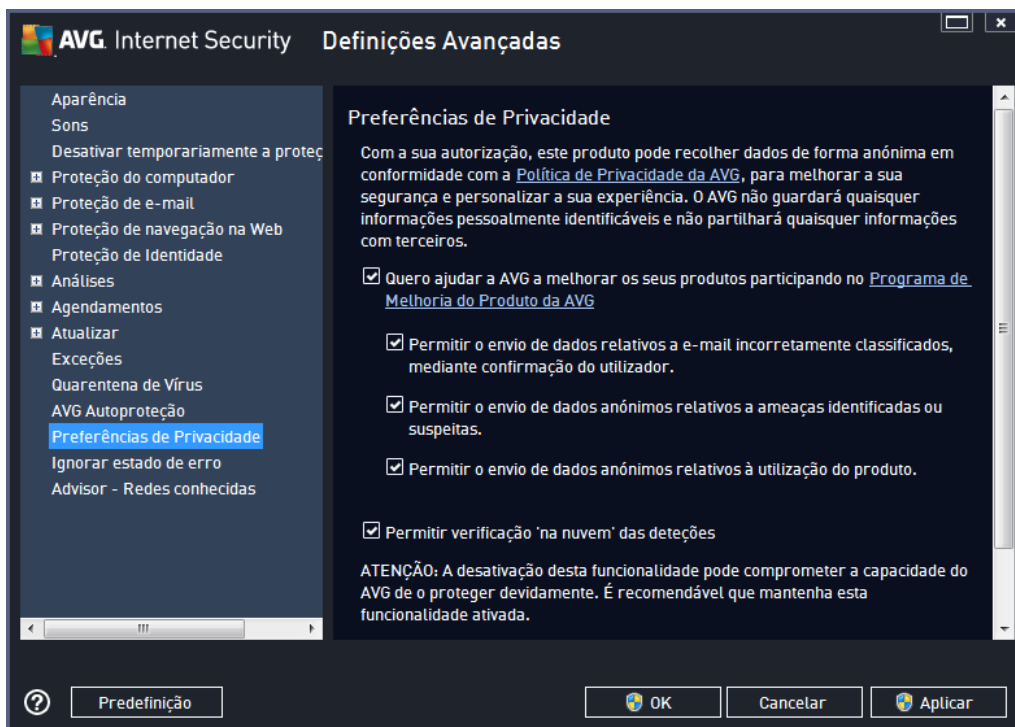 AVG. Internet Security
Definições Avançadas
Aparência
Sons
Desativar temporariamente a proteç
Proteção do computador
Proteção de e-mail
Proteção de navegação na Web
Proteção de Identidade
Análises
Agendamentos
Atualizar
Exceções
Quarentena de Vírus
AVG Autoproteção
Preferências de Privacidade
Ignorar estado de erro
Advisor - Redes conhecidas
Preferências de Privacidade
Com a sua autorização, este produto pode recolher dados de forma anónima em
conformidade com a Política de Privacidade da AVG, para melhorar a sua
segurança e personalizar a sua experiência. O AVG não guardará quaisquer
informações pessoalmente identificáveis e não partilhará quaisquer informações
com terceiros.
Quero ajudar a AVG a melhorar os seus produtos participando no Programa de
Melhoria do Produto da AVG
Permitir o envio de dados relativos a e-mail incorretamente classificados,
mediante confirmação do utilizador.
Permitir o envio de dados anónimos relativos a ameaças identificadas ou
suspeitas.
Permitir o envio de dados anónimos relativos à utilização do produto.
Permitir verificação 'na nuvem' das deteções
ATENÇÃO: A desativação desta funcionalidade pode comprometer a capacidade do
AVG de o proteger devidamente. É recomendável que mantenha esta
funcionalidade ativada.
Predefinição
OK
Cancelar
Aplicar